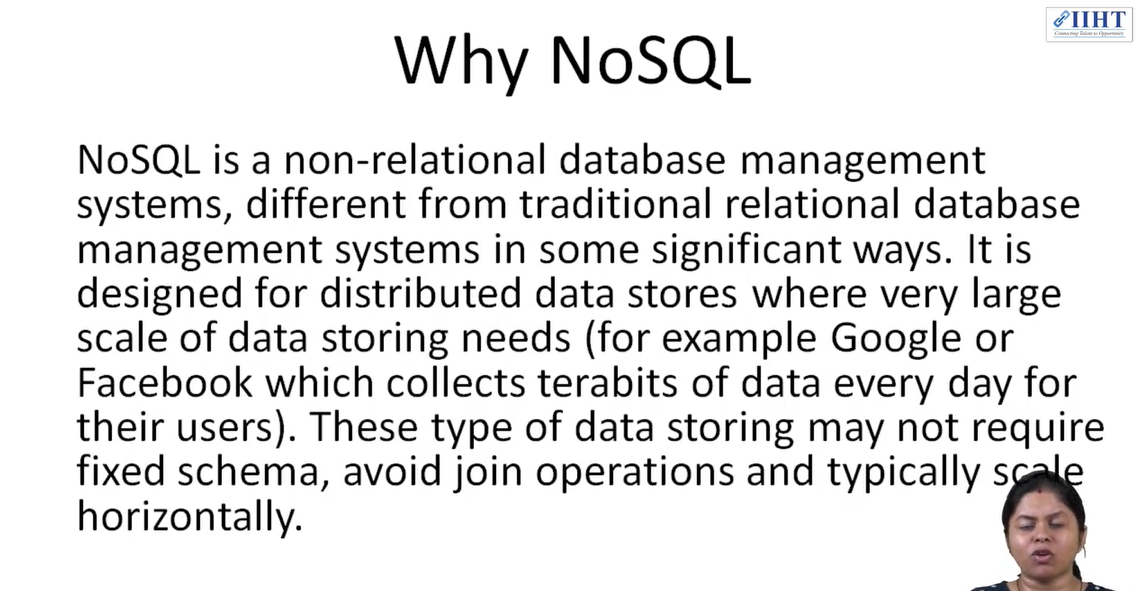 IIHT
Connecting Talent to Opportunity
Why NoSQL
NoSQL is a non-relational database management
systems, different from traditional relational database
management systems in some significant ways. It is
designed for distributed data stores where very large
scale of data storing needs (for example Google or
Facebook which collects terabits of data every day for
their users). These type of data storing may not require
fixed schema, avoid join operations and typically scale
horizontally.